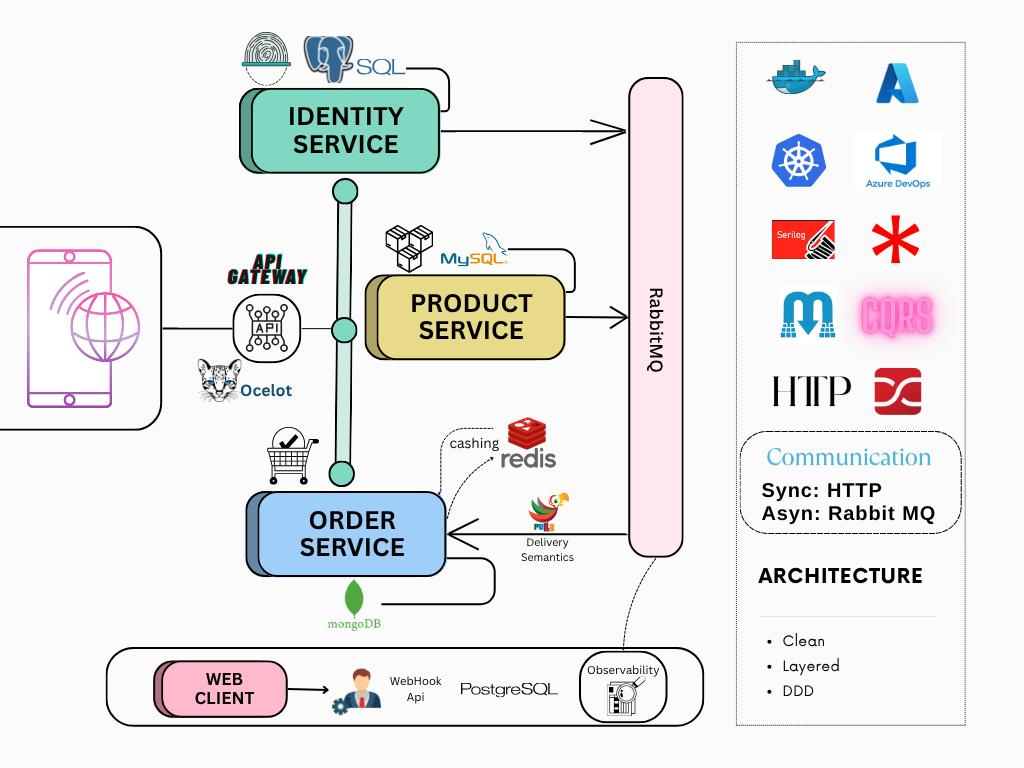 SQL
IDENTITY
SERVICE
API
GATEWAY
API
Ocelot
MySQL
PRODUCT
SERVICE
RabbitMQ
cashing
redis
ORDER
SERVICE
POLLY
Delivery
Semantics
mongoDB
WEB
CLIENT
WebHook
Api
PostgreSQL
Observability
Azure DevOps
Serilog
CQRS
HTTP
Communication
Sync: HTTP
Asyn: Rabbit MQ
ARCHITECTURE
• Clean
• Layered
• DDD